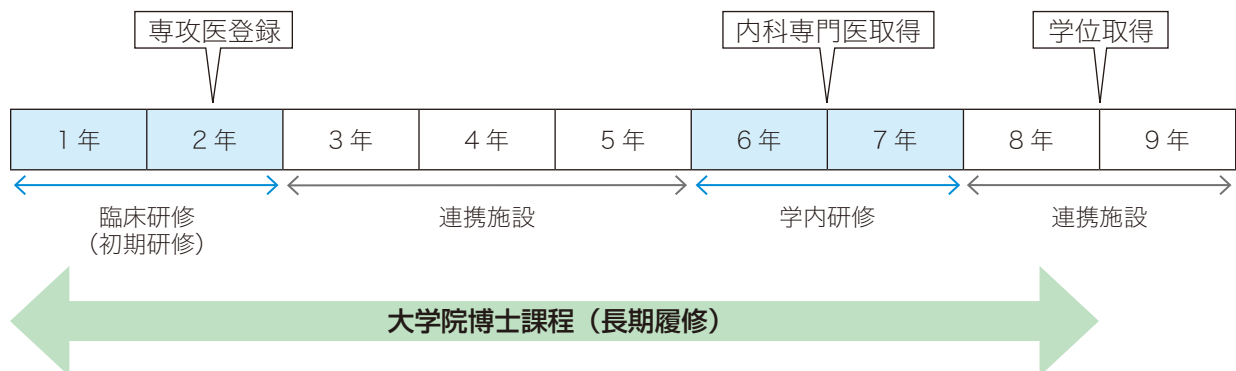 専攻医登録
内科専門医取得
学位取得
1年
2年
3年
4年
5年
6年
7年
8年
9年
臨床研修
（初期研修）
連携施設
学内研修
連携施設
大学院博士課程（長期履修）